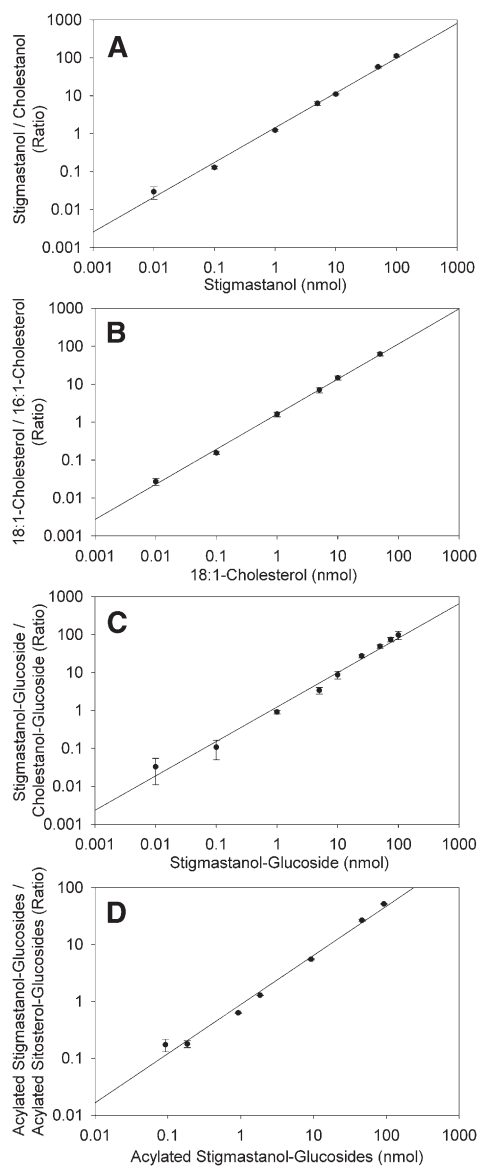 A
Stigmastanol / Cholestanol
(Ratio)
1000
100
10
1
0.1
0.01
0.001
0.001 0.01 0.1 1 10 100 1000
Stigmastanol (nmol)
B
18:1-Cholesterol / 16:1-Cholesterol
(Ratio)
1000
100
10
1
0.1
0.01
0.001
0.001 0.01 0.1 1 10 100 1000
18:1-Cholesterol (nmol)
C
Stigmastanol-Glucoside /
Cholestanol-Glucoside (Ratio)
1000
100
10
1
0.1
0.01
0.001
0.001 0.01 0.1 1 10 100 1000
Stigmastanol-Glucoside (nmol)
D
Acylated Stigmastanol-Glucosides /
Acylated Sitosterol-Glucosides (Ratio)
100
10
1
0.1
0.01
0.01 0.1 1 10 100 1000
Acylated Stigmastanol-Glucosides (nmol)